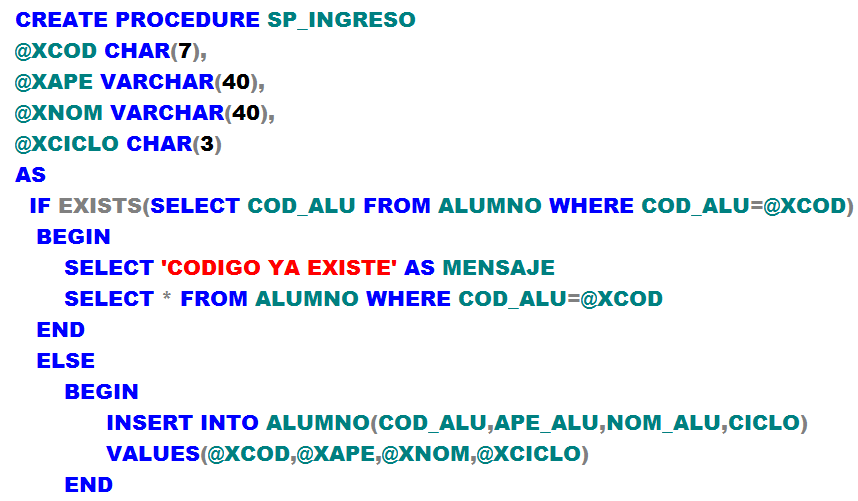 CREATE PROCEDURE SP_INGRESO
@XCOD CHAR(7),
@XAPE VARCHAR(40),
@XNOM VARCHAR(40),
@XCICLO CHAR(3)
AS
IF EXISTS(SELECT COD_ALU FROM ALUMNO WHERE COD_ALU=@XCOD)
BEGIN
SELECT 'CODIGO YA EXISTE' AS MENSAJE
SELECT * FROM ALUMNO WHERE COD_ALU=@XCOD
END
ELSE
BEGIN
INSERT INTO ALUMNO(COD_ALU,APE_ALU,NOM_ALU,CICLO)
VALUES(@XCOD,@XAPE,@XNOM,@XCICLO)
END